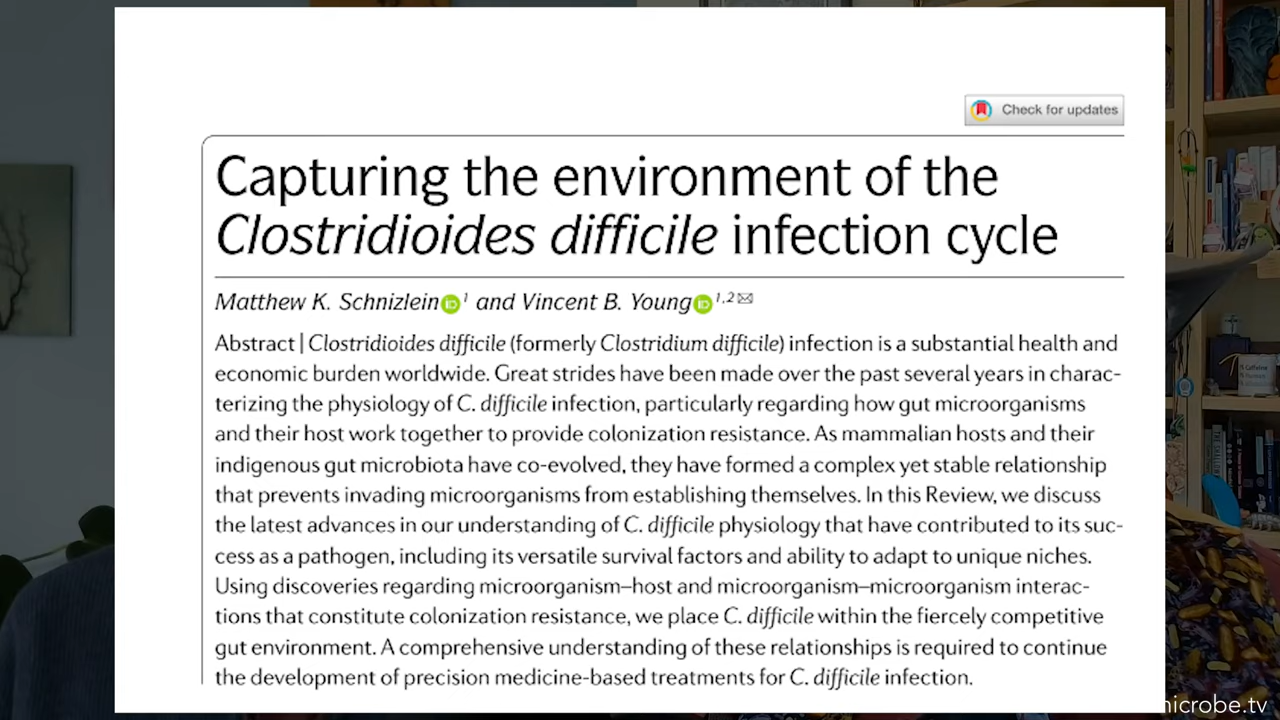 Check for updates
Capturing the environment of the
Clostridioides difficile infection cycle
Matthew K. Schnizlein iD 1 and Vincent B. Young iD 1,2✉
Abstract | Clostridioides difficile (formerly Clostridium difficile) infection is a substantial health and
economic burden worldwide. Great strides have been made over the past several years in charac-
terizing the physiology of C. difficile infection, particularly regarding how gut microorganisms
and their host work together to provide colonization resistance. As mammalian hosts and their
indigenous gut microbiota have co-evolved, they have formed a complex yet stable relationship
that prevents invading microorganisms from establishing themselves. In this Review, we discuss
the latest advances in our understanding of C. difficile physiology that have contributed to its suc-
cess as a pathogen, including its versatile survival factors and ability to adapt to unique niches.
Using discoveries regarding microorganism–host and microorganism–microorganism interac-
tions that constitute colonization resistance, we place C. difficile within the fiercely competitive
gut environment. A comprehensive understanding of these relationships is required to continue
the development of precision medicine-based treatments for C. difficile infection.
Caffeine
microbe.tv